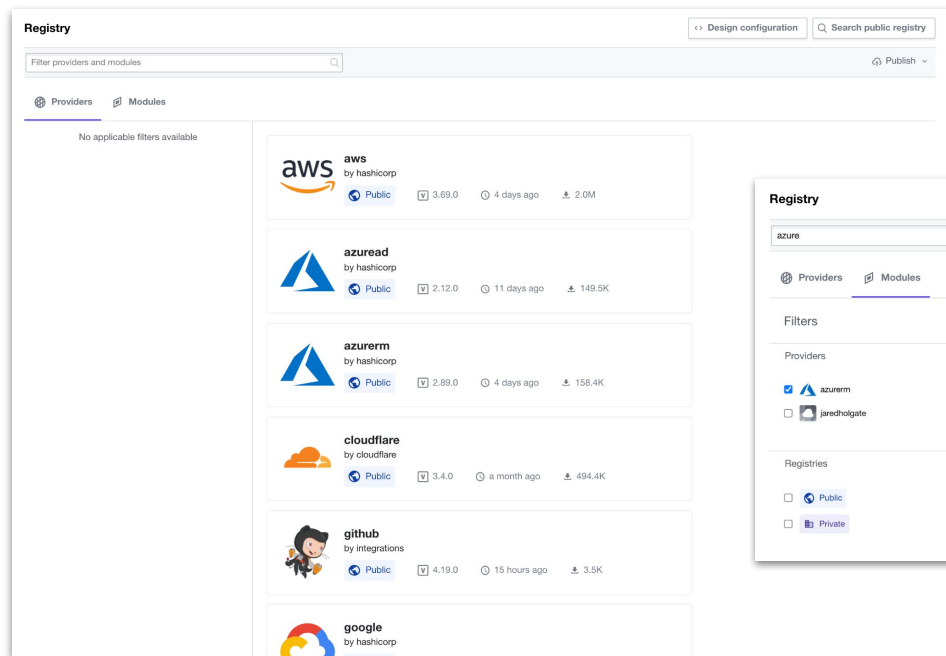 Registry
Design configuration
Search public registry
Filter providers and modules
Publish
Providers
Modules
No applicable filters available
aws
aws
by hashicorp
Public
V 3.69.0
4 days ago
2.0M
azuread
by hashicorp
Public
V 2.12.0
11 days ago
149.5K
azurerm
by hashicorp
Public
V 2.89.0
4 days ago
158.4K
cloudflare
by cloudflare
Public
V 3.4.0
a month ago
494.4K
github
by integrations
Public
V 4.19.0
15 hours ago
3.5K
google
by hashicorp
Registry
azure
Providers
Modules
Filters
Providers
azurerm
jaredholgate
Registries
Public
Private